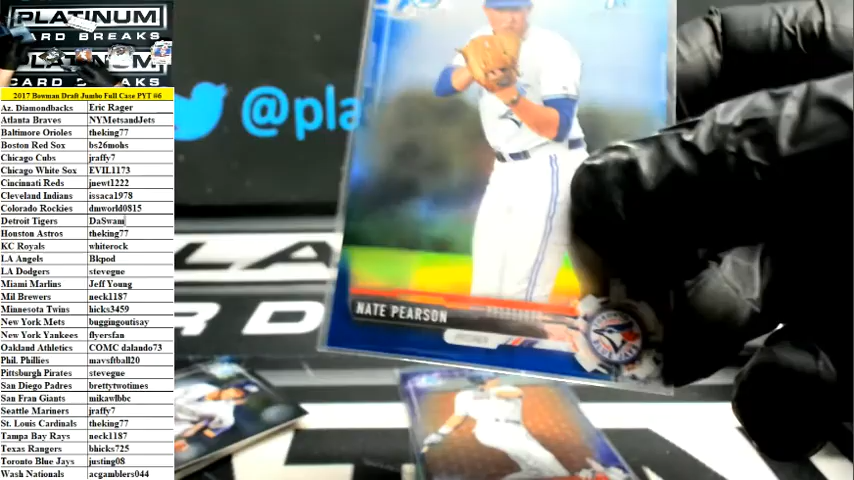 PLATINUM
CARD BREAKS
PLATINUM
CARD BREAKS
2017 Bowman Draft Jumbo Full Case PYT #6
Az. Diamondbacks Eric Rager
Atlanta Braves NYMetsandJets
Baltimore Orioles theking77
Boston Red Sox bs26mohs
Chicago Cubs jraffy7
Chicago White Sox EVIL1173
Cincinnati Reds jnewt1222
Cleveland Indians issaca1978
Colorado Rockies dmworld0815
Detroit Tigers DaSwami
Houston Astros theking77
KC Royals whiterock
LA Angels Bkpod
LA Dodgers stevegne
Miami Marlins Jeff Young
Mil Brewers neck1187
Minnesota Twins hicks3459
New York Mets buggingoutisay
New York Yankees flyersfan
Oakland Athletics COMC dalando73
Phil. Phillies mavsftball20
Pittsburgh Pirates stevegne
San Diego Padres brettytwotimes
San Fran Giants mikawlbbc
Seattle Mariners jraffy7
St. Louis Cardinals theking77
Tampa Bay Rays neck1187
Texas Rangers bhicks725
Toronto Blue Jays justing08
Wash Nationals acgamblers044
@pla
NATE PEARSON
PITCHER